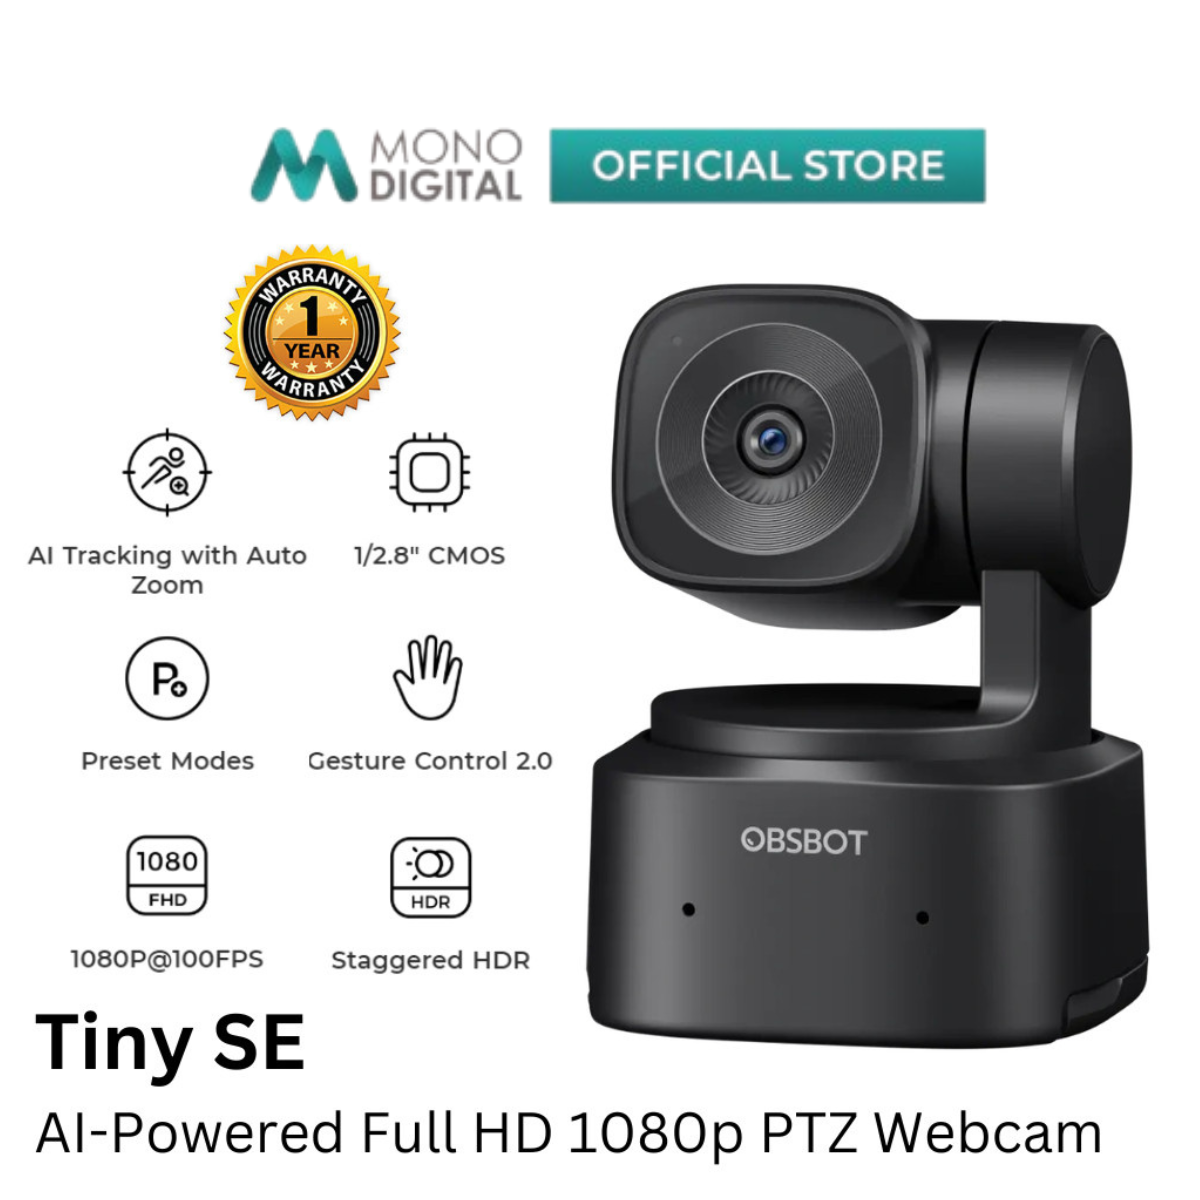 MONO
DIGITAL
OFFICIAL STORE
WARRANTY
1
YEAR
WARRANTY
AI Tracking with Auto
Zoom
1/2.8" CMOS
P
Preset Modes
Gesture Control 2.0
1080
FHD
1080P@100FPS
HDR
Staggered HDR
OBSBOT
Tiny SE
AI-Powered Full HD 1080p PTZ Webcam